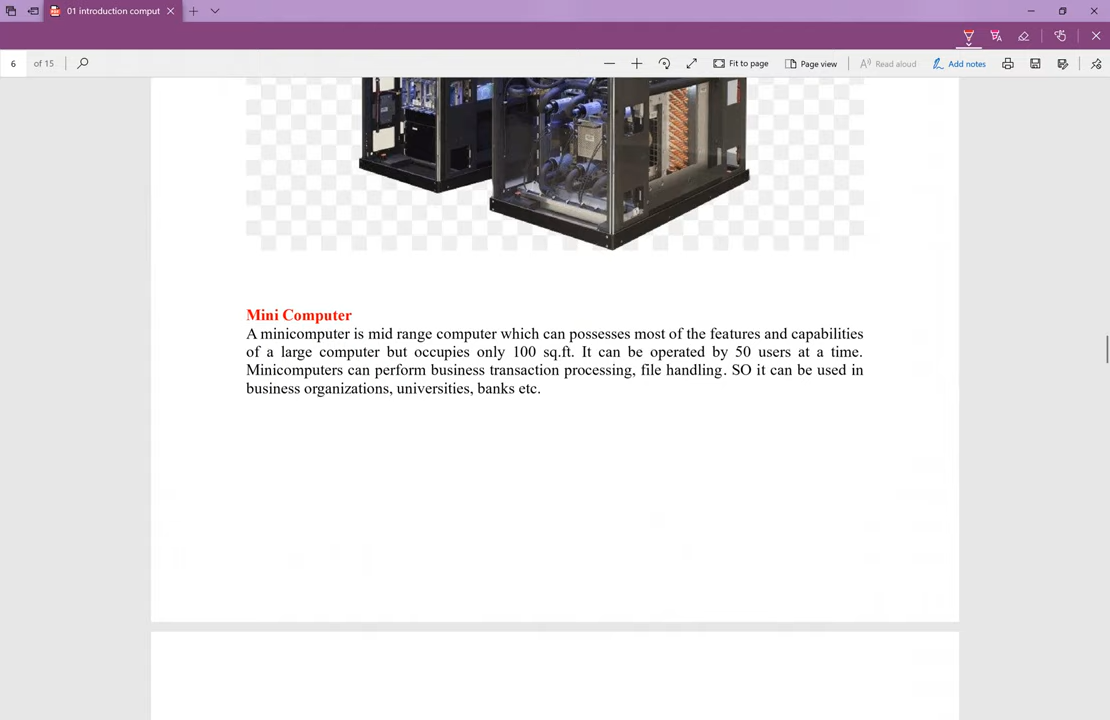 01 introduction comput
6 of 15
Fit to page
Page view
Read aloud
Add notes
Mini Computer
A minicomputer is mid range computer which can possesses most of the features and capabilities
of a large computer but occupies only 100 sq.ft. It can be operated by 50 users at a time.
Minicomputers can perform business transaction processing, file handling. SO it can be used in
business organizations, universities, banks etc.